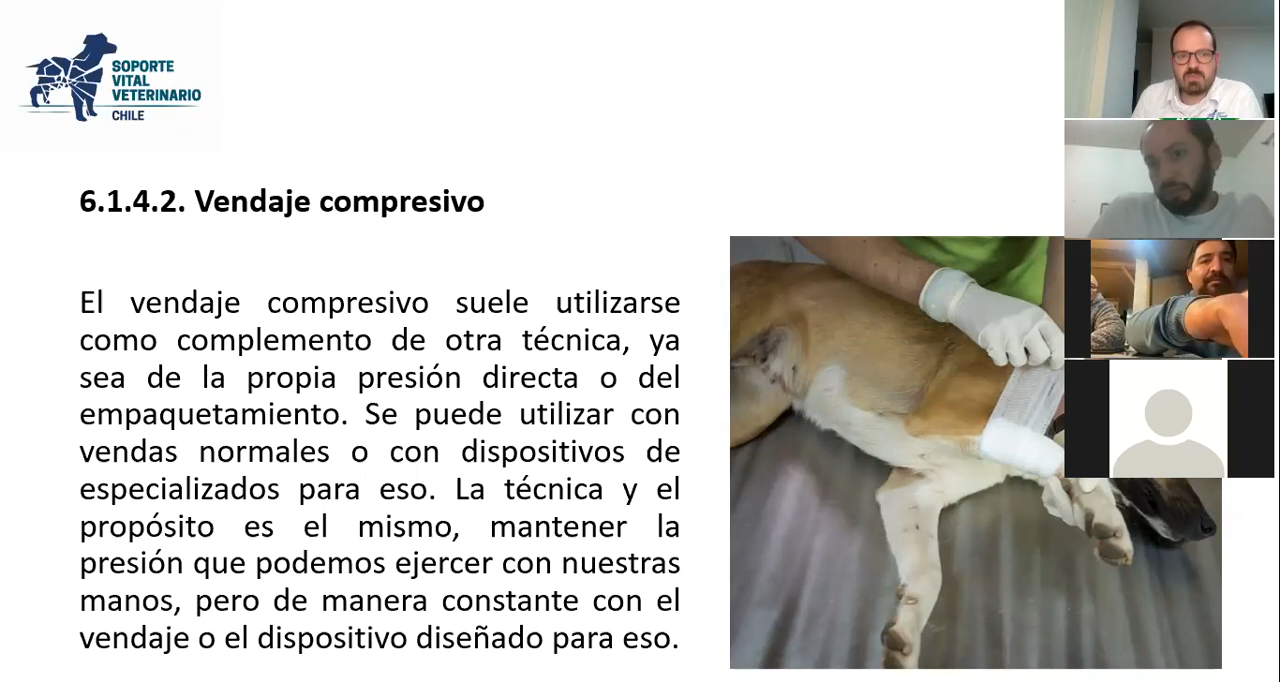 SOPORTE
VITAL
VETERINARIO
CHILE
6.1.4.2. Vendaje compresivo
El vendaje compresivo suele utilizarse
como complemento de otra técnica, ya
sea de la propia presión directa o del
empaquetamiento. Se puede utilizar con
vendas normales o con dispositivos de
especializados para eso. La técnica y el
propósito es el mismo, mantener la
presión que podemos ejercer con nuestras
manos, pero de manera constante con el
vendaje o el dispositivo diseñado para eso.